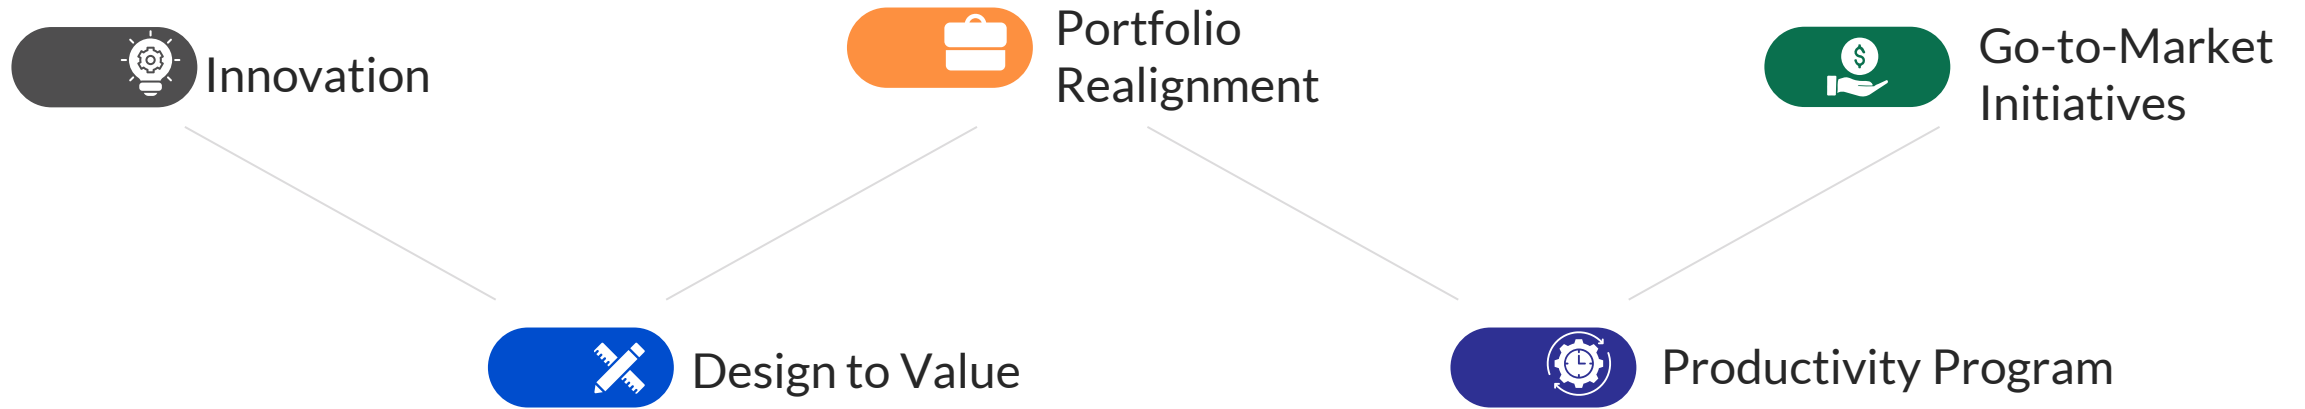 Innovation
Portfolio
Realignment
Go-to-Market
Initiatives
Design to Value
Productivity Program